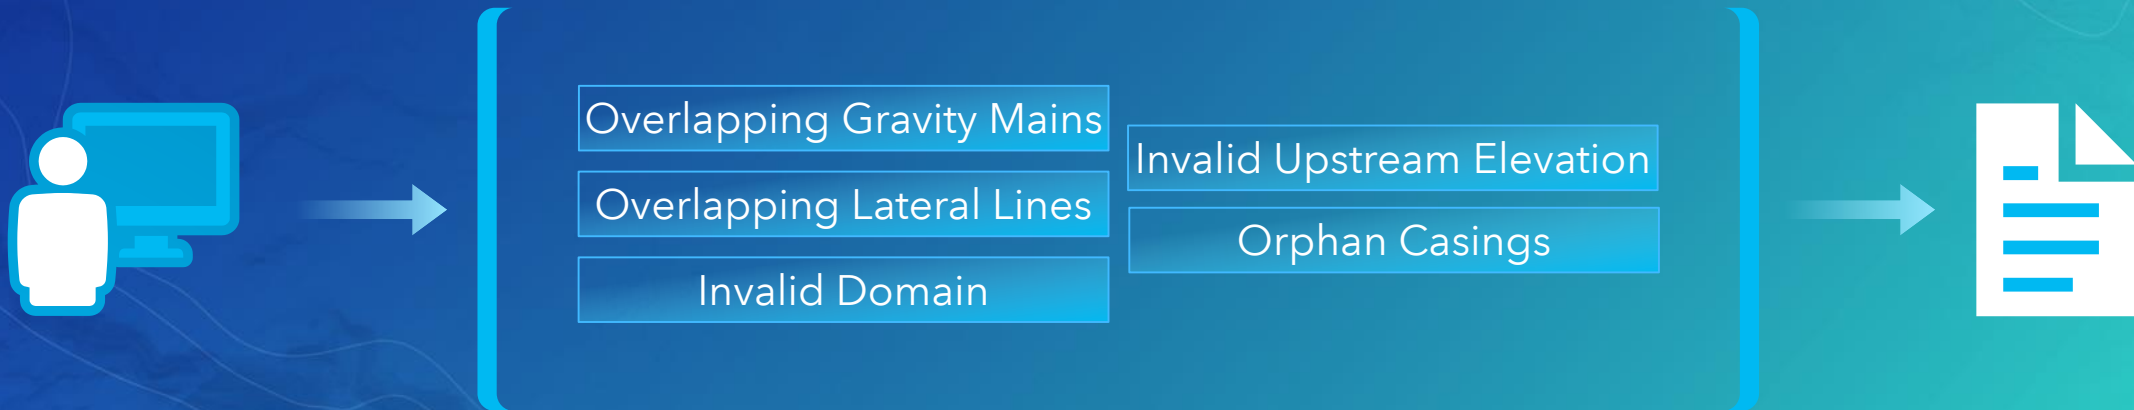 Overlapping Gravity Mains
Overlapping Lateral Lines
Invalid Domain
Invalid Upstream Elevation
Orphan Casings